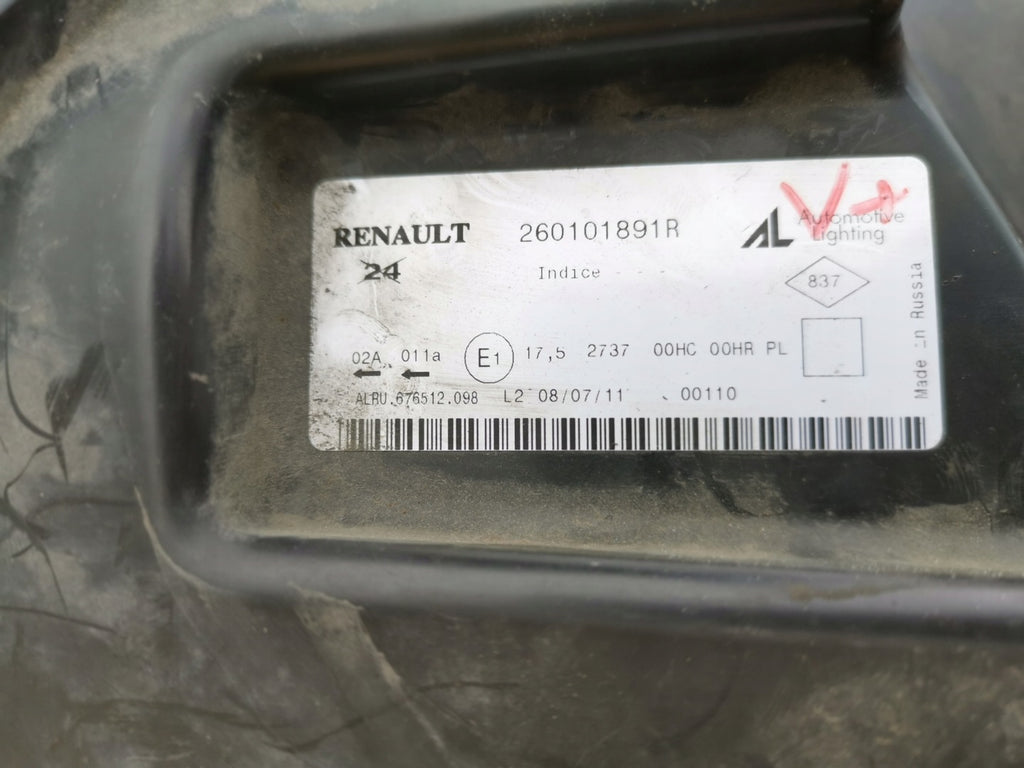 RENAULT 260101891R AL Automotive Lighting
24
Indice - - -
837
02A 011a E1 17,5 2737 00HC 00HR PL
ALRU.676512.098 L2 08/07/11 00110
Made in Russia
V